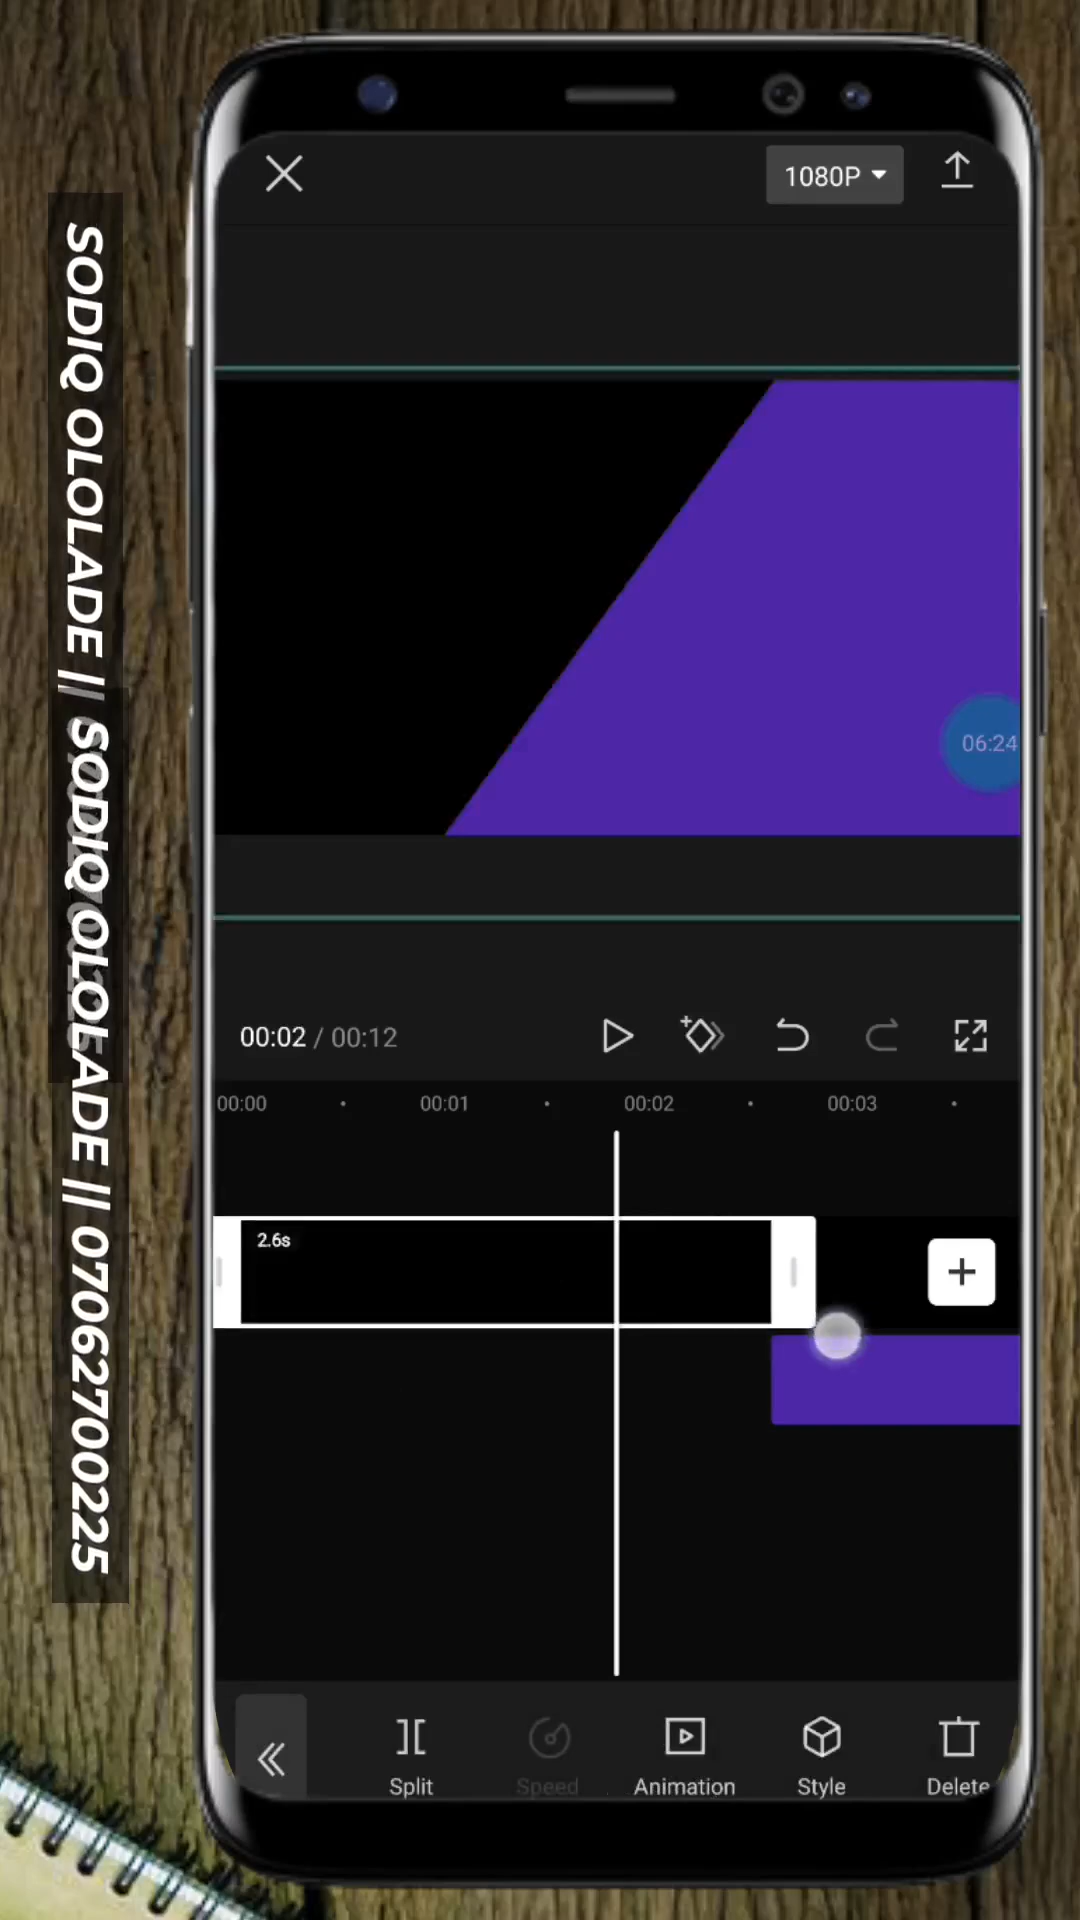 1080P
SODIQ OLOLADE ||
SODIQ OLOLADE || 07062700225
06:24
00:02 / 00:12
00:00
00:01
00:02
00:03
2.6s
+
Split
Speed
Animation
Style
Delete